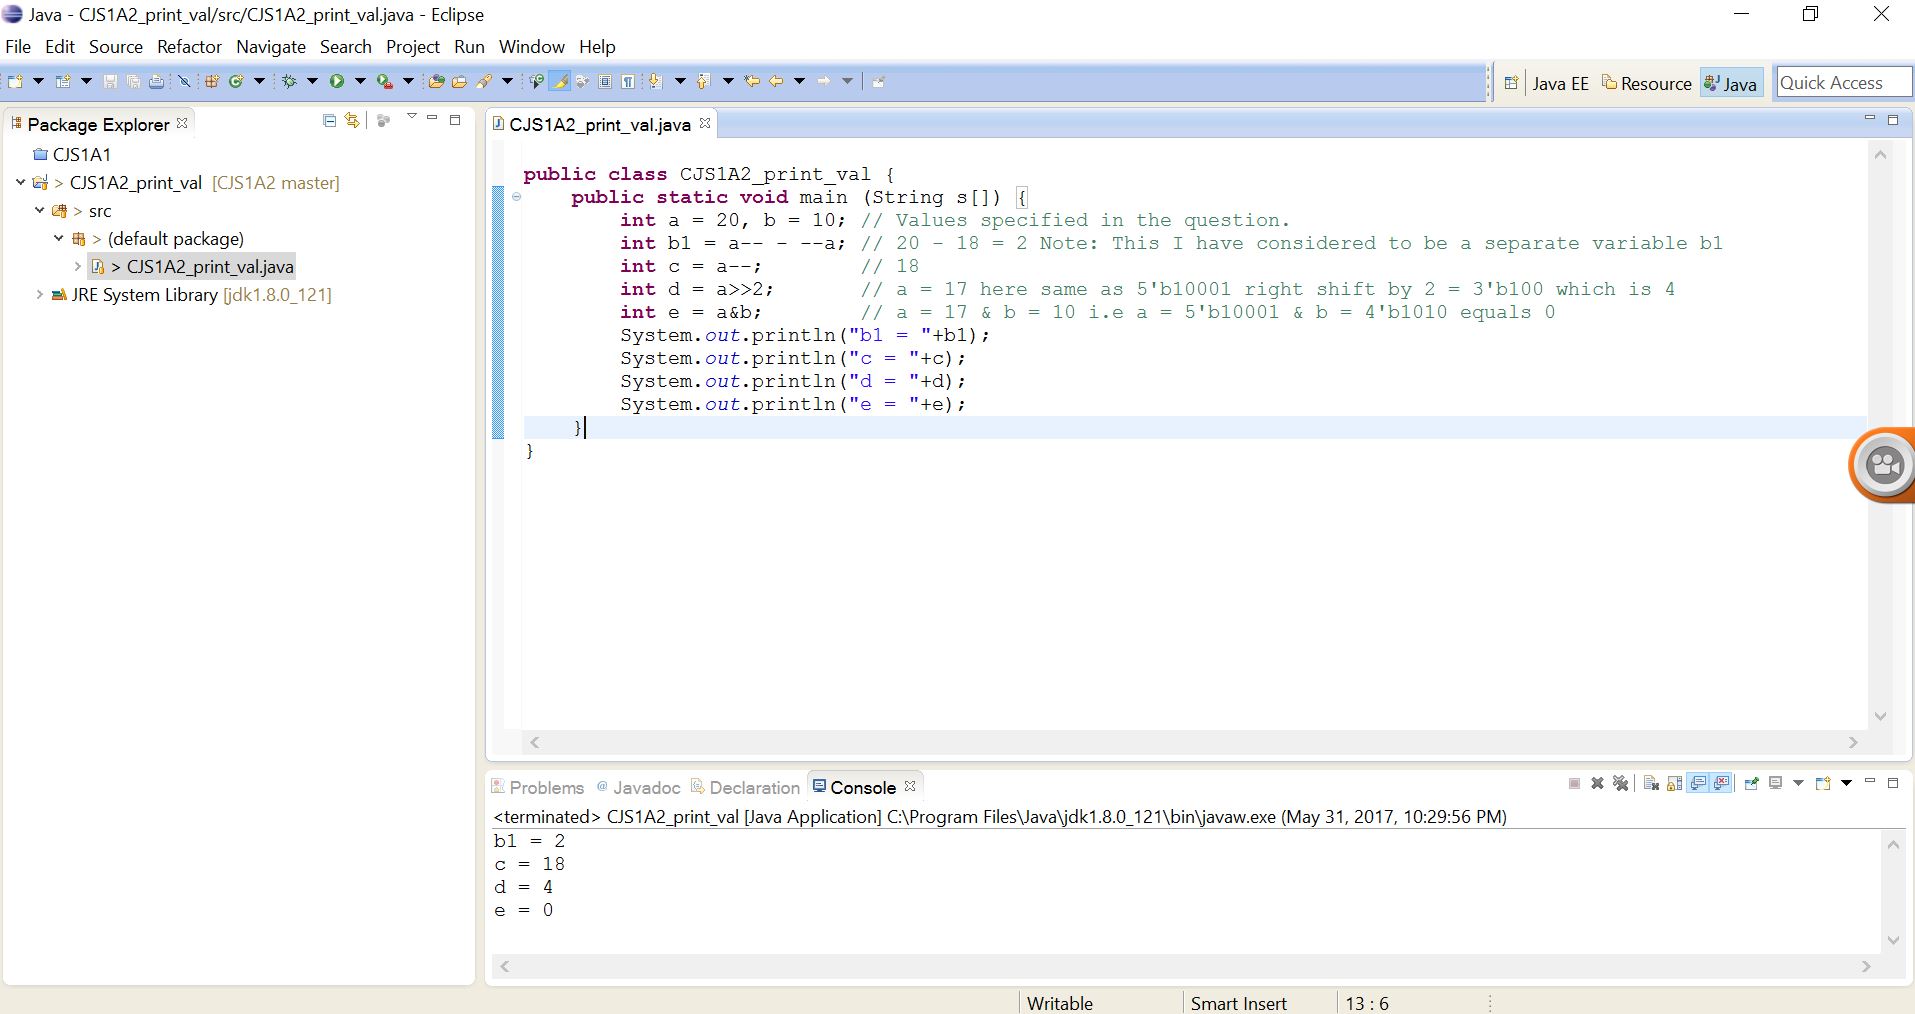 Java - CJS1A2_print_val/src/CJS1A2_print_val.java - Eclipse
File Edit Source Refactor Navigate Search Project Run Window Help
Java EE Resource Java Quick Access
Package Explorer
CJS1A1
> CJS1A2_print_val [CJS1A2 master]
> src
> (default package)
> CJS1A2_print_val.java
JRE System Library [jdk1.8.0_121]
CJS1A2_print_val.java
public class CJS1A2_print_val {
public static void main (String s[]) {
int a = 20, b = 10; // Values specified in the question.
int b1 = a-- - --a; // 20 - 18 = 2 Note: This I have considered to be a separate variable b1
int c = a--; // 18
int d = a>>2; // a = 17 here same as 5'b10001 right shift by 2 = 3'b100 which is 4
int e = a&b; // a = 17 & b = 10 i.e a = 5'b10001 & b = 4'b1010 equals 0
System.out.println("b1 = "+b1);
System.out.println("c = "+c);
System.out.println("d = "+d);
System.out.println("e = "+e);
}
}
Problems @ Javadoc Declaration Console
<terminated> CJS1A2_print_val [Java Application] C:\Program Files\Java\jdk1.8.0_121\bin\javaw.exe (May 31, 2017, 10:29:56 PM)
b1 = 2
c = 18
d = 4
e = 0
Writable Smart Insert 13 : 6